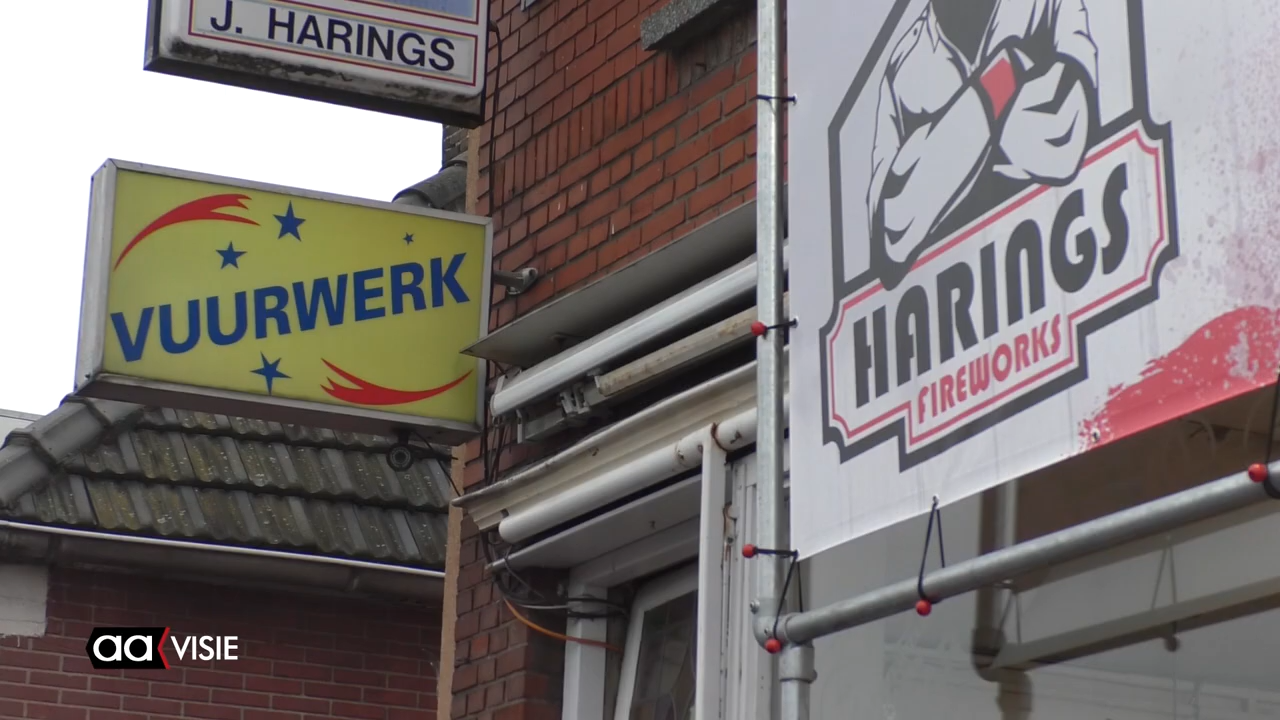 J. HARINGS
VUURWERK
HARINGS
FIREWORKS
aa VISIE